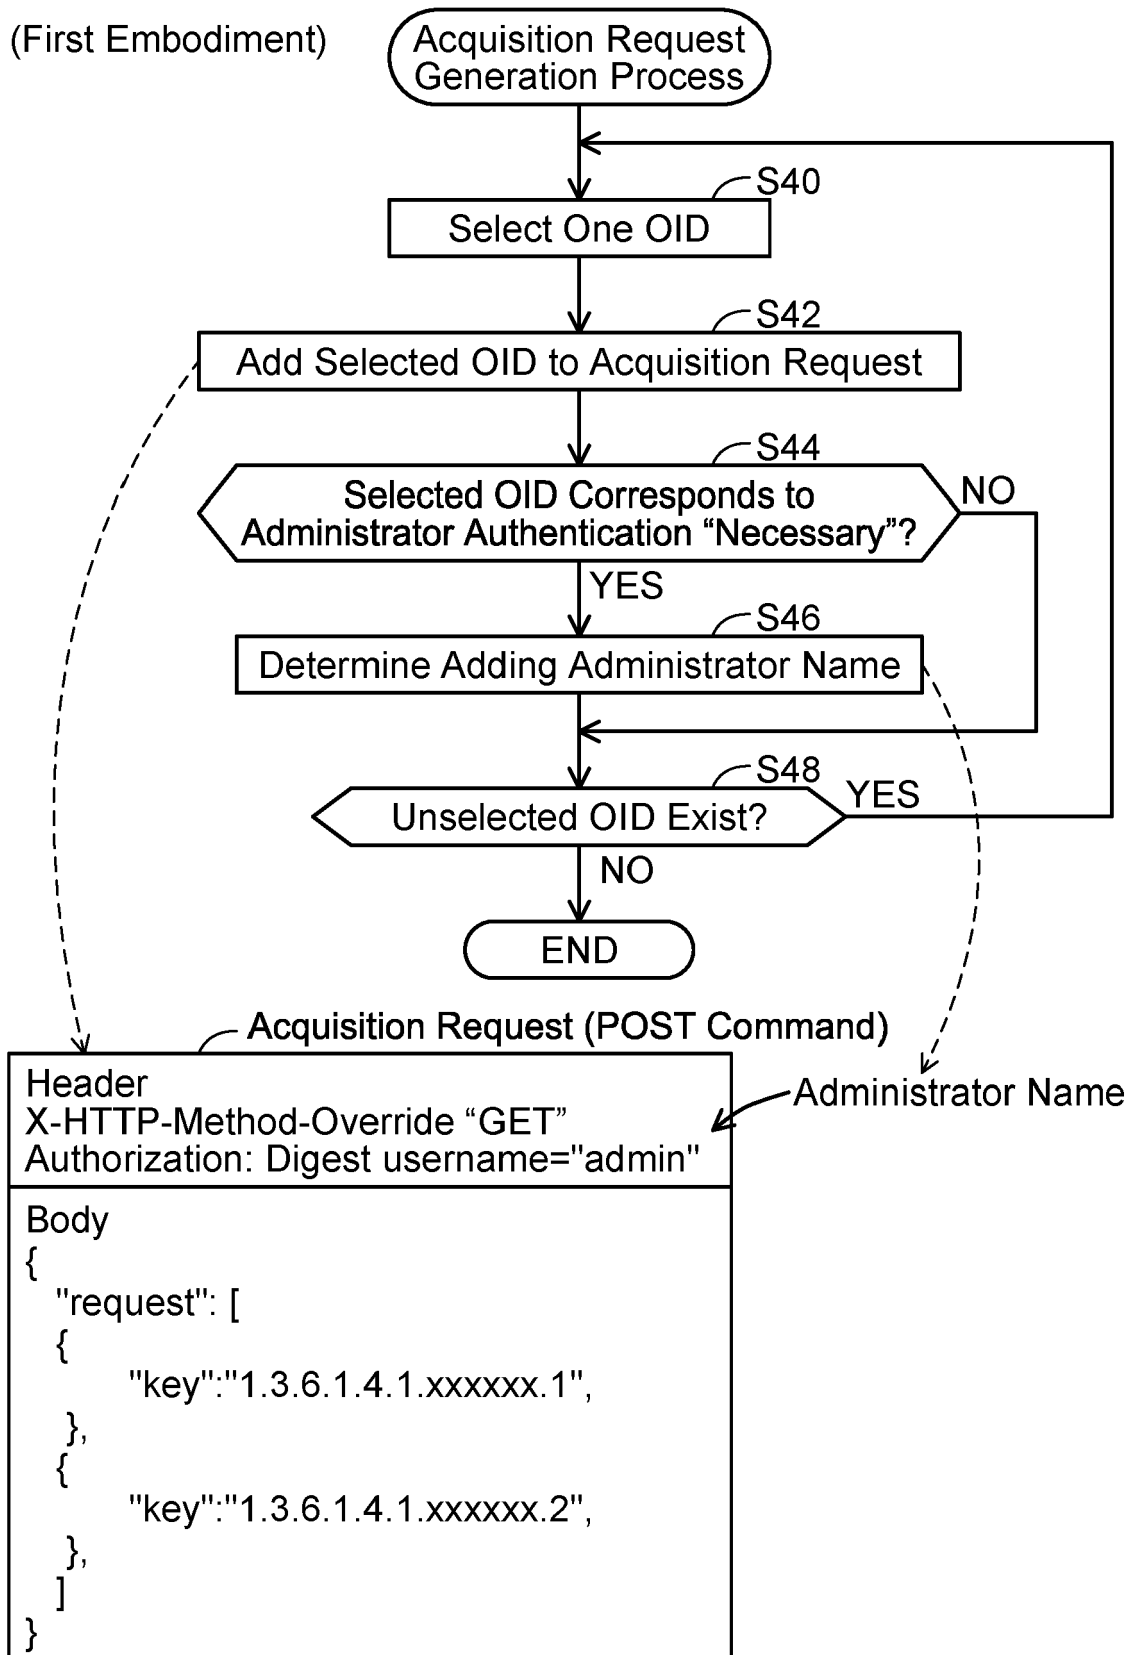 (First Embodiment)
Acquisition Request
Generation Process
S40
Select One OID
S42
Add Selected OID to Acquisition Request
S44
Selected OID Corresponds to
Administrator Authentication “Necessary”?
NO
YES
S46
Determine Adding Administrator Name
S48
Unselected OID Exist?
YES
NO
END
Acquisition Request (POST Command)
Header
X-HTTP-Method-Override “GET”
Authorization: Digest username="admin"
Administrator Name
Body
{
"request": [
{
"key":"1.3.6.1.4.1.xxxxxx.1",
},
{
"key":"1.3.6.1.4.1.xxxxxx.2",
},
]
}